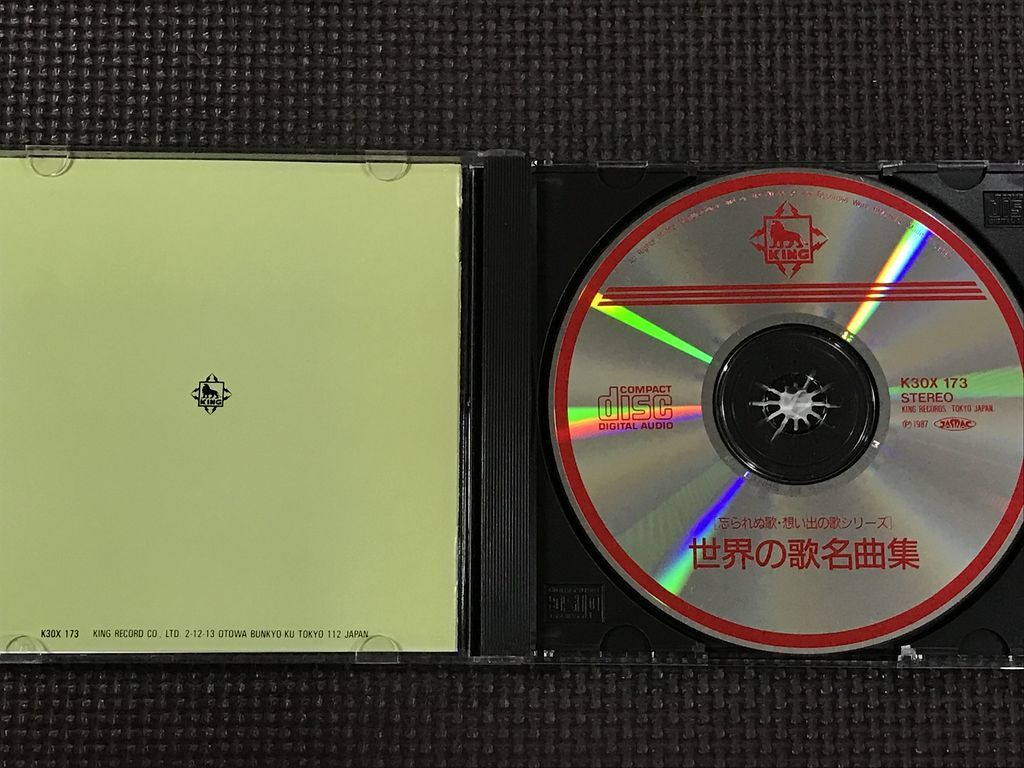 KING
K30X 173 KING RECORD CO., LTD. 2-12-13 OTOWA BUNKYO-KU TOKYO 112 JAPAN
KING
COMPACT
disc
DIGITAL AUDIO
K30X 173
STEREO
KING RECORDS. TOKYO JAPAN.
Ⓟ1987 JASRAC
[忘られぬ歌・想い出の歌シリーズ]
世界の歌名曲集